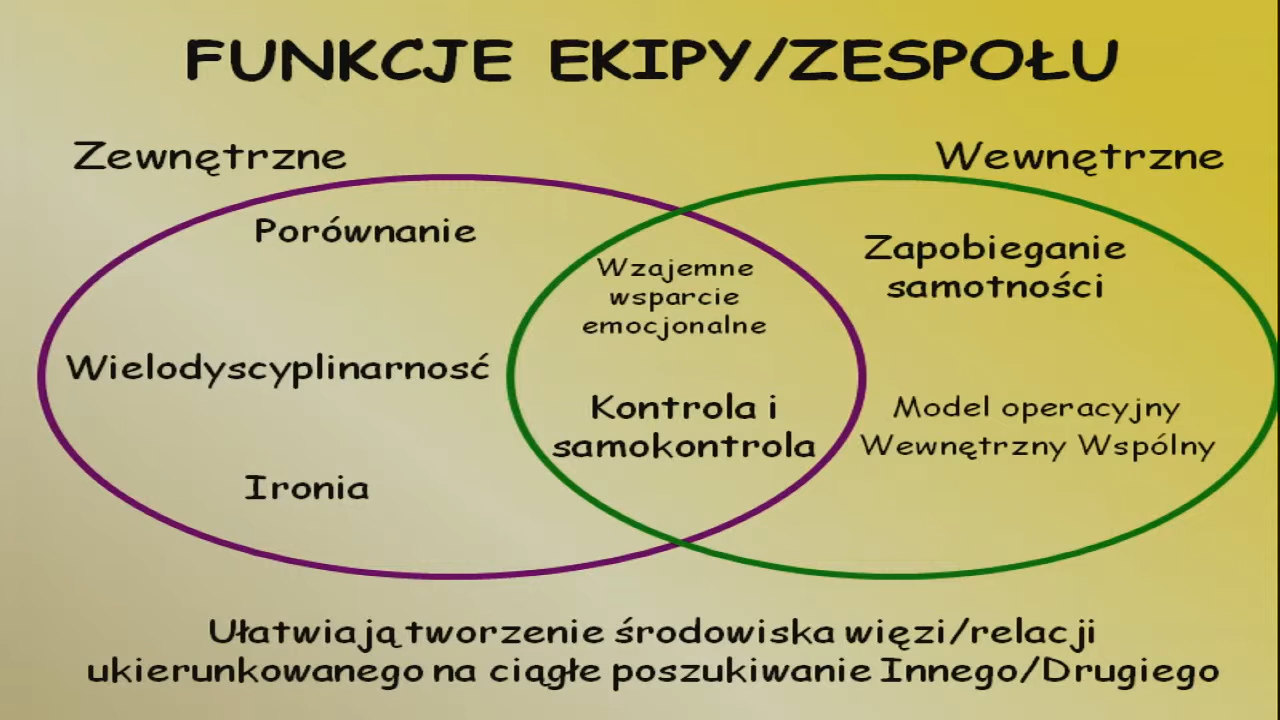 FUNKCJE EKIPY/ZESPOŁU
Zewnętrzne
Wewnętrzne
Porównanie
Wielodyscyplinarność
Ironia
Wzajemne
wsparcie
emocjonalne
Kontrola i
samokontrola
Zapobieganie
samotności
Model operacyjny
Wewnętrzny Wspólny
Ułatwiają tworzenie środowiska więzi/relacji
ukierunkowanego na ciągłe poszukiwanie Innego/Drugiego